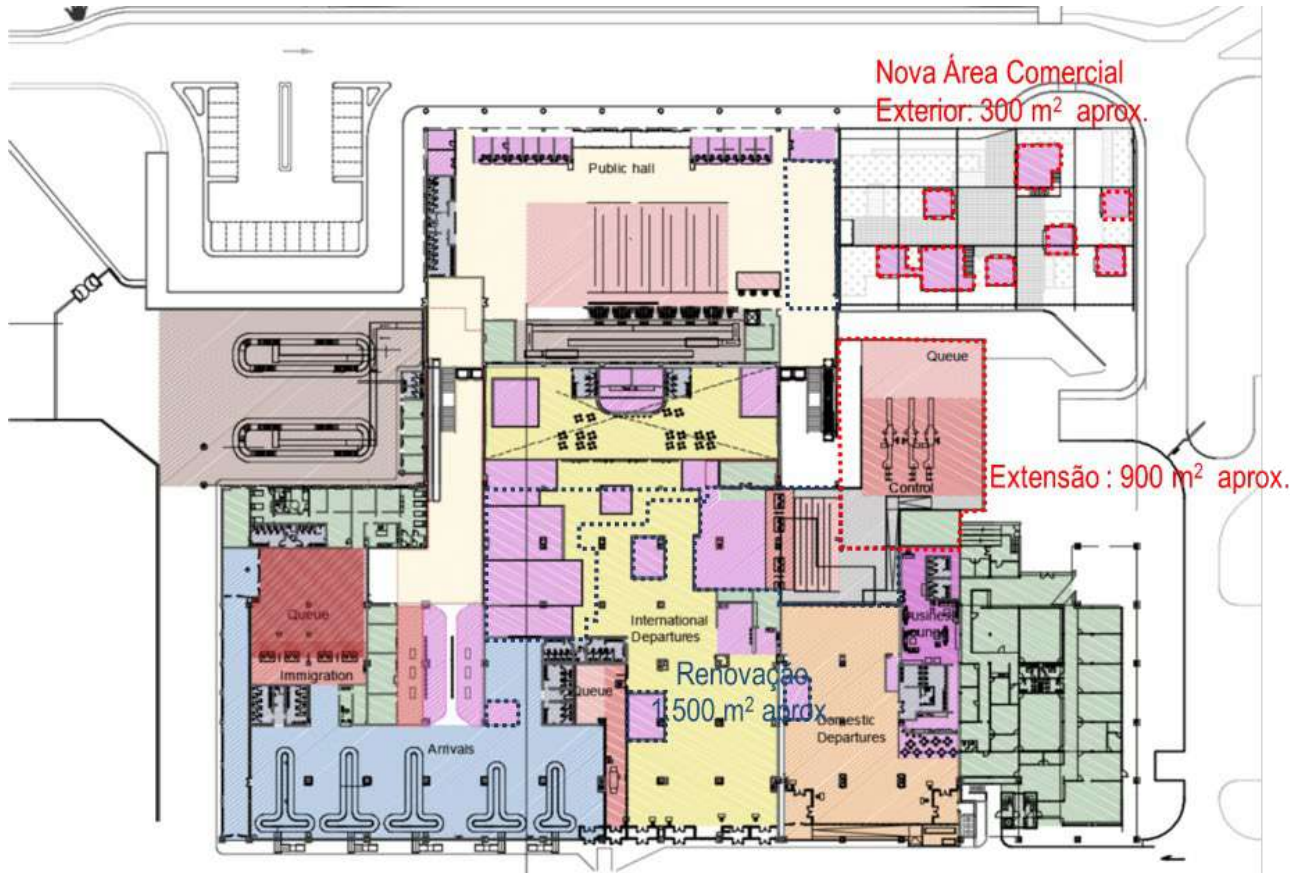 Nova Área Comercial
Exterior: 300 m² aprox.
Public hall
Queue
Control
Extensão : 900 m² aprox.
Queue
Immigration
International
Departures
Business
Lounge
Renovação
1 500 m² aprox
Queue
Domestic
Departures
Arrivals